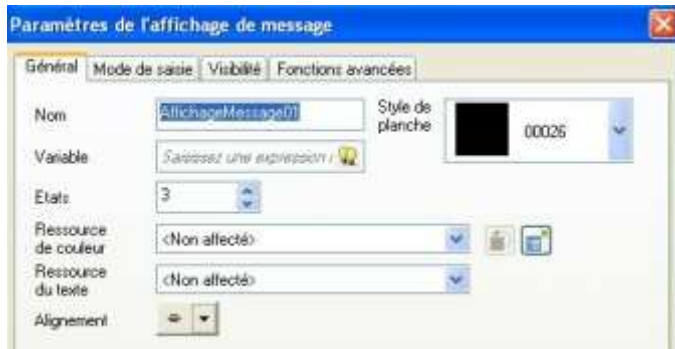 Paramètres de l'affichage de message
Général Mode de saisie Visibilité Fonctions avancées
Nom AffichageMessage01 Style de planche 00026
Variable Saisissez une expression i
Etats 3
Ressource de couleur <Non affecté>
Ressource du texte <Non affecté>
Alignement